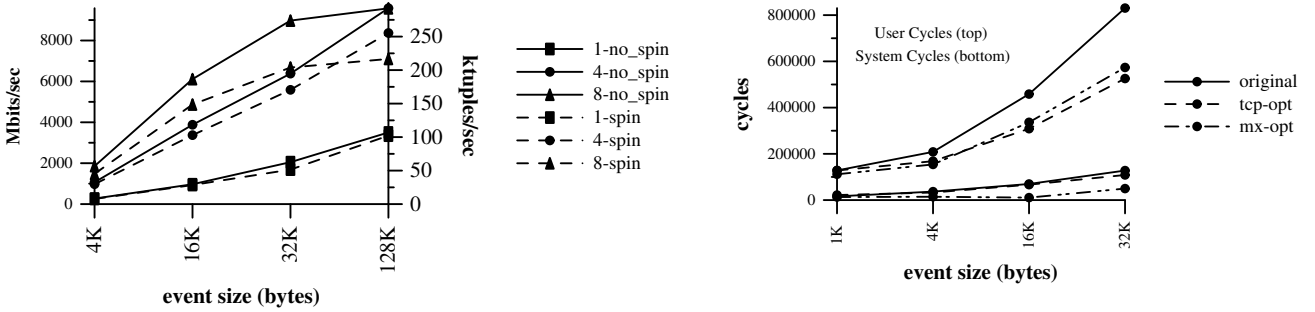 Mbits/sec
8000
6000
4000
2000
0
4K
16K
32K
128K
event size (bytes)
250
200
150
100
50
0
ktuples/sec
1-no_spin
4-no_spin
8-no_spin
1-spin
4-spin
8-spin
cycles
800000
600000
400000
200000
0
User Cycles (top)
System Cycles (bottom)
1K
4K
16K
32K
event size (bytes)
original
tcp-opt
mx-opt